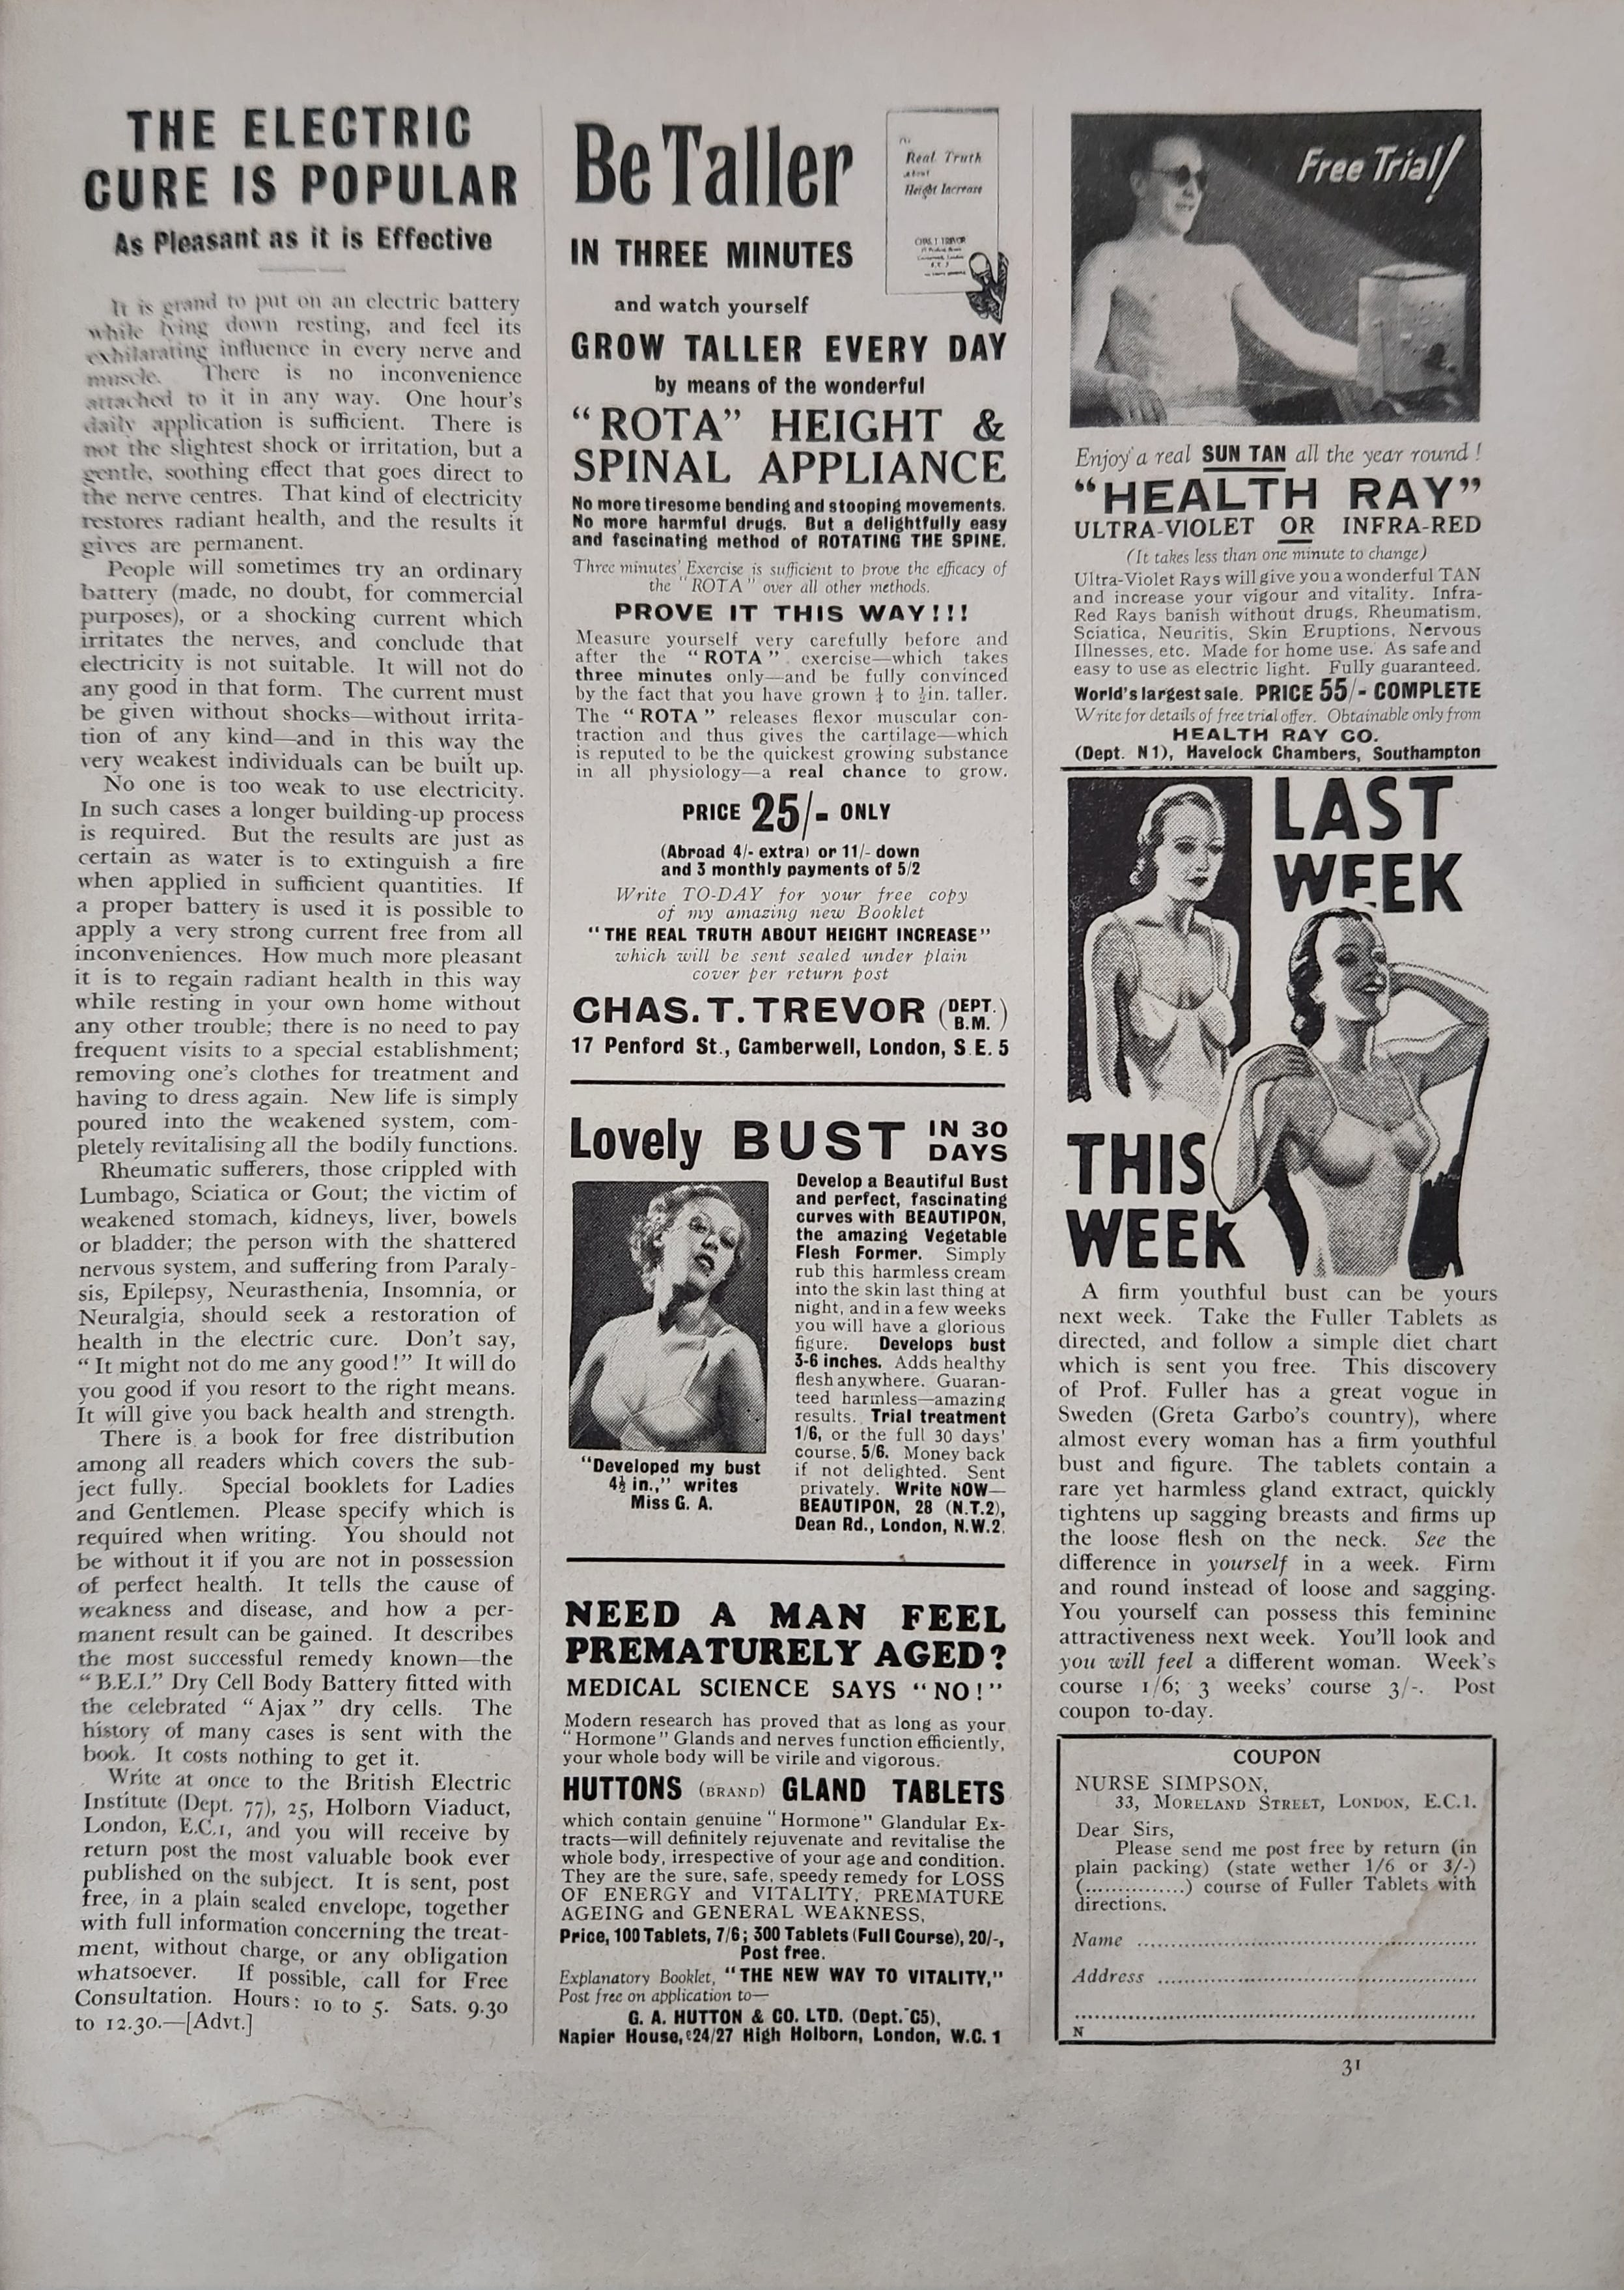 THE ELECTRIC
CURE IS POPULAR
As Pleasant as it is Effective
It is grand to put on an electric battery
while lying down resting, and feel its
exhilarating influence in every nerve and
muscle. There is no inconvenience
attached to it in any way. One hour's
daily application is sufficient. There is
not the slightest shock or irritation, but a
gentle, soothing effect that goes direct to
the nerve centres. That kind of electricity
restores radiant health, and the results it
gives are permanent.
People will sometimes try an ordinary
battery (made, no doubt, for commercial
purposes), or a shocking current which
irritates the nerves, and conclude that
electricity is not suitable. It will not do
any good in that form. The current must
be given without shocks—without irrita-
tion of any kind—and in this way the
very weakest individuals can be built up.
No one is too weak to use electricity.
In such cases a longer building-up process
is required. But the results are just as
certain as water is to extinguish a fire
when applied in sufficient quantities. If
a proper battery is used it is possible to
apply a very strong current free from all
inconveniences. How much more pleasant
it is to regain radiant health in this way
while resting in your own home without
any other trouble; there is no need to pay
frequent visits to a special establishment;
removing one's clothes for treatment and
having to dress again. New life is simply
poured into the weakened system, com-
pletely revitalising all the bodily functions.
Rheumatic sufferers, those crippled with
Lumbago, Sciatica or Gout; the victim of
weakened stomach, kidneys, liver, bowels
or bladder; the person with the shattered
nervous system, and suffering from Paraly-
sis, Epilepsy, Neurasthenia, Insomnia, or
Neuralgia, should seek a restoration of
health in the electric cure. Don't say,
"It might not do me any good!" It will do
you good if you resort to the right means.
It will give you back health and strength.
There is a book for free distribution
among all readers which covers the sub-
ject fully. Special booklets for Ladies
and Gentlemen. Please specify which is
required when writing. You should not
be without it if you are not in possession
of perfect health. It tells the cause of
weakness and disease, and how a per-
manent result can be gained. It describes
the most successful remedy known—the
"B.E.I." Dry Cell Body Battery fitted with
the celebrated "Ajax" dry cells. The
history of many cases is sent with the
book. It costs nothing to get it.
Write at once to the British Electric
Institute (Dept. 77), 25, Holborn Viaduct,
London, E.C.1, and you will receive by
return post the most valuable book ever
published on the subject. It is sent, post
free, in a plain sealed envelope, together
with full information concerning the treat-
ment, without charge, or any obligation
whatsoever. If possible, call for Free
Consultation. Hours: 10 to 5. Sats. 9.30
to 12.30.—[Advt.]
Be Taller
IN THREE MINUTES
The
Real Truth
about
Height Increase
CHAS. T. TREVOR
and watch yourself
GROW TALLER EVERY DAY
by means of the wonderful
"ROTA" HEIGHT &
SPINAL APPLIANCE
No more tiresome bending and stooping movements.
No more harmful drugs. But a delightfully easy
and fascinating method of ROTATING THE SPINE.
Three minutes' Exercise is sufficient to prove the efficacy of
the "ROTA" over all other methods.
PROVE IT THIS WAY!!!
Measure yourself very carefully before and
after the "ROTA" exercise—which takes
three minutes only—and be fully convinced
by the fact that you have grown ¼ to ½in. taller.
The "ROTA" releases flexor muscular con-
traction and thus gives the cartilage—which
is reputed to be the quickest growing substance
in all physiology—a real chance to grow.
PRICE 25/- ONLY
(Abroad 4/- extra) or 11/- down
and 3 monthly payments of 5/2
Write TO-DAY for your free copy
of my amazing new Booklet
"THE REAL TRUTH ABOUT HEIGHT INCREASE"
which will be sent sealed under plain
cover per return post
CHAS. T. TREVOR (DEPT. B.M.)
17 Penford St., Camberwell, London, S.E. 5
Lovely BUST IN 30 DAYS
Develop a Beautiful Bust
and perfect, fascinating
curves with BEAUTIPON,
the amazing Vegetable
Flesh Former. Simply
rub this harmless cream
into the skin last thing at
night, and in a few weeks
you will have a glorious
figure. Develops bust
3-6 inches. Adds healthy
flesh anywhere. Guaran-
teed harmless—amazing
results. Trial treatment
1/6, or the full 30 days'
course, 5/6. Money back
if not delighted. Sent
privately. Write NOW—
BEAUTIPON, 28 (N.T.2),
Dean Rd., London, N.W.2.
"Developed my bust
4½ in.," writes
Miss G. A.
NEED A MAN FEEL
PREMATURELY AGED?
MEDICAL SCIENCE SAYS "NO!"
Modern research has proved that as long as your
"Hormone" Glands and nerves function efficiently,
your whole body will be virile and vigorous.
HUTTONS (BRAND) GLAND TABLETS
which contain genuine "Hormone" Glandular Ex-
tracts—will definitely rejuvenate and revitalise the
whole body, irrespective of your age and condition.
They are the sure, safe, speedy remedy for LOSS
OF ENERGY and VITALITY, PREMATURE
AGEING and GENERAL WEAKNESS,
Price, 100 Tablets, 7/6; 300 Tablets (Full Course), 20/-,
Post free.
Explanatory Booklet, "THE NEW WAY TO VITALITY,"
Post free on application to—
G. A. HUTTON & CO. LTD. (Dept. C5),
Napier House, 24/27 High Holborn, London, W.C. 1
Free Trial!
Enjoy a real SUN TAN all the year round!
"HEALTH RAY"
ULTRA-VIOLET OR INFRA-RED
(It takes less than one minute to change)
Ultra-Violet Rays will give you a wonderful TAN
and increase your vigour and vitality. Infra-
Red Rays banish without drugs, Rheumatism,
Sciatica, Neuritis, Skin Eruptions, Nervous
Illnesses, etc. Made for home use. As safe and
easy to use as electric light. Fully guaranteed.
World's largest sale. PRICE 55/- COMPLETE
Write for details of free trial offer. Obtainable only from
HEALTH RAY CO.
(Dept. N1), Havelock Chambers, Southampton
LAST
WEEK
THIS
WEEK
A firm youthful bust can be yours
next week. Take the Fuller Tablets as
directed, and follow a simple diet chart
which is sent you free. This discovery
of Prof. Fuller has a great vogue in
Sweden (Greta Garbo's country), where
almost every woman has a firm youthful
bust and figure. The tablets contain a
rare yet harmless gland extract, quickly
tightens up sagging breasts and firms up
the loose flesh on the neck. See the
difference in yourself in a week. Firm
and round instead of loose and sagging.
You yourself can possess this feminine
attractiveness next week. You'll look and
you will feel a different woman. Week's
course 1/6; 3 weeks' course 3/-. Post
coupon to-day.
COUPON
NURSE SIMPSON,
33, MORELAND STREET, LONDON, E.C.1.
Dear Sirs,
Please send me post free by return (in
plain packing) (state wether 1/6 or 3/-)
(...............) course of Fuller Tablets with
directions.
Name ................................................
Address ................................................
................................................
N
31